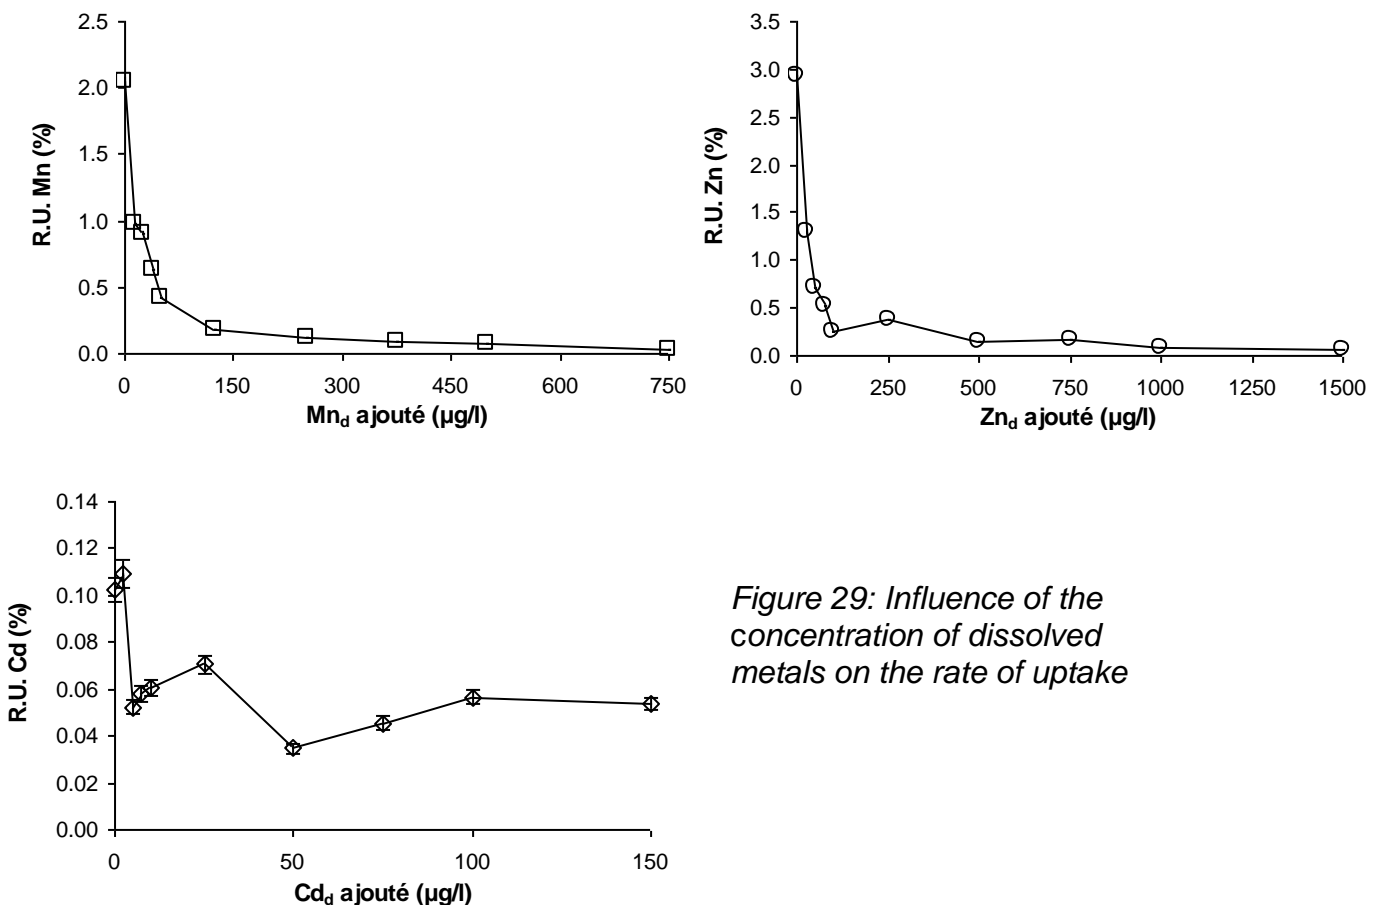 2.5
2.0
1.5
1.0
0.5
0.0
R.U. Mn (%)
0 150 300 450 600 750
Mnd ajouté (µg/l)
3.5
3.0
2.5
2.0
1.5
1.0
0.5
0.0
R.U. Zn (%)
0 250 500 750 1000 1250 1500
Znd ajouté (µg/l)
0.14
0.12
0.10
0.08
0.06
0.04
0.02
0.00
R.U. Cd (%)
0 50 100 150
Cdd ajouté (µg/l)
Figure 29: Influence of the
concentration of dissolved
metals on the rate of uptake